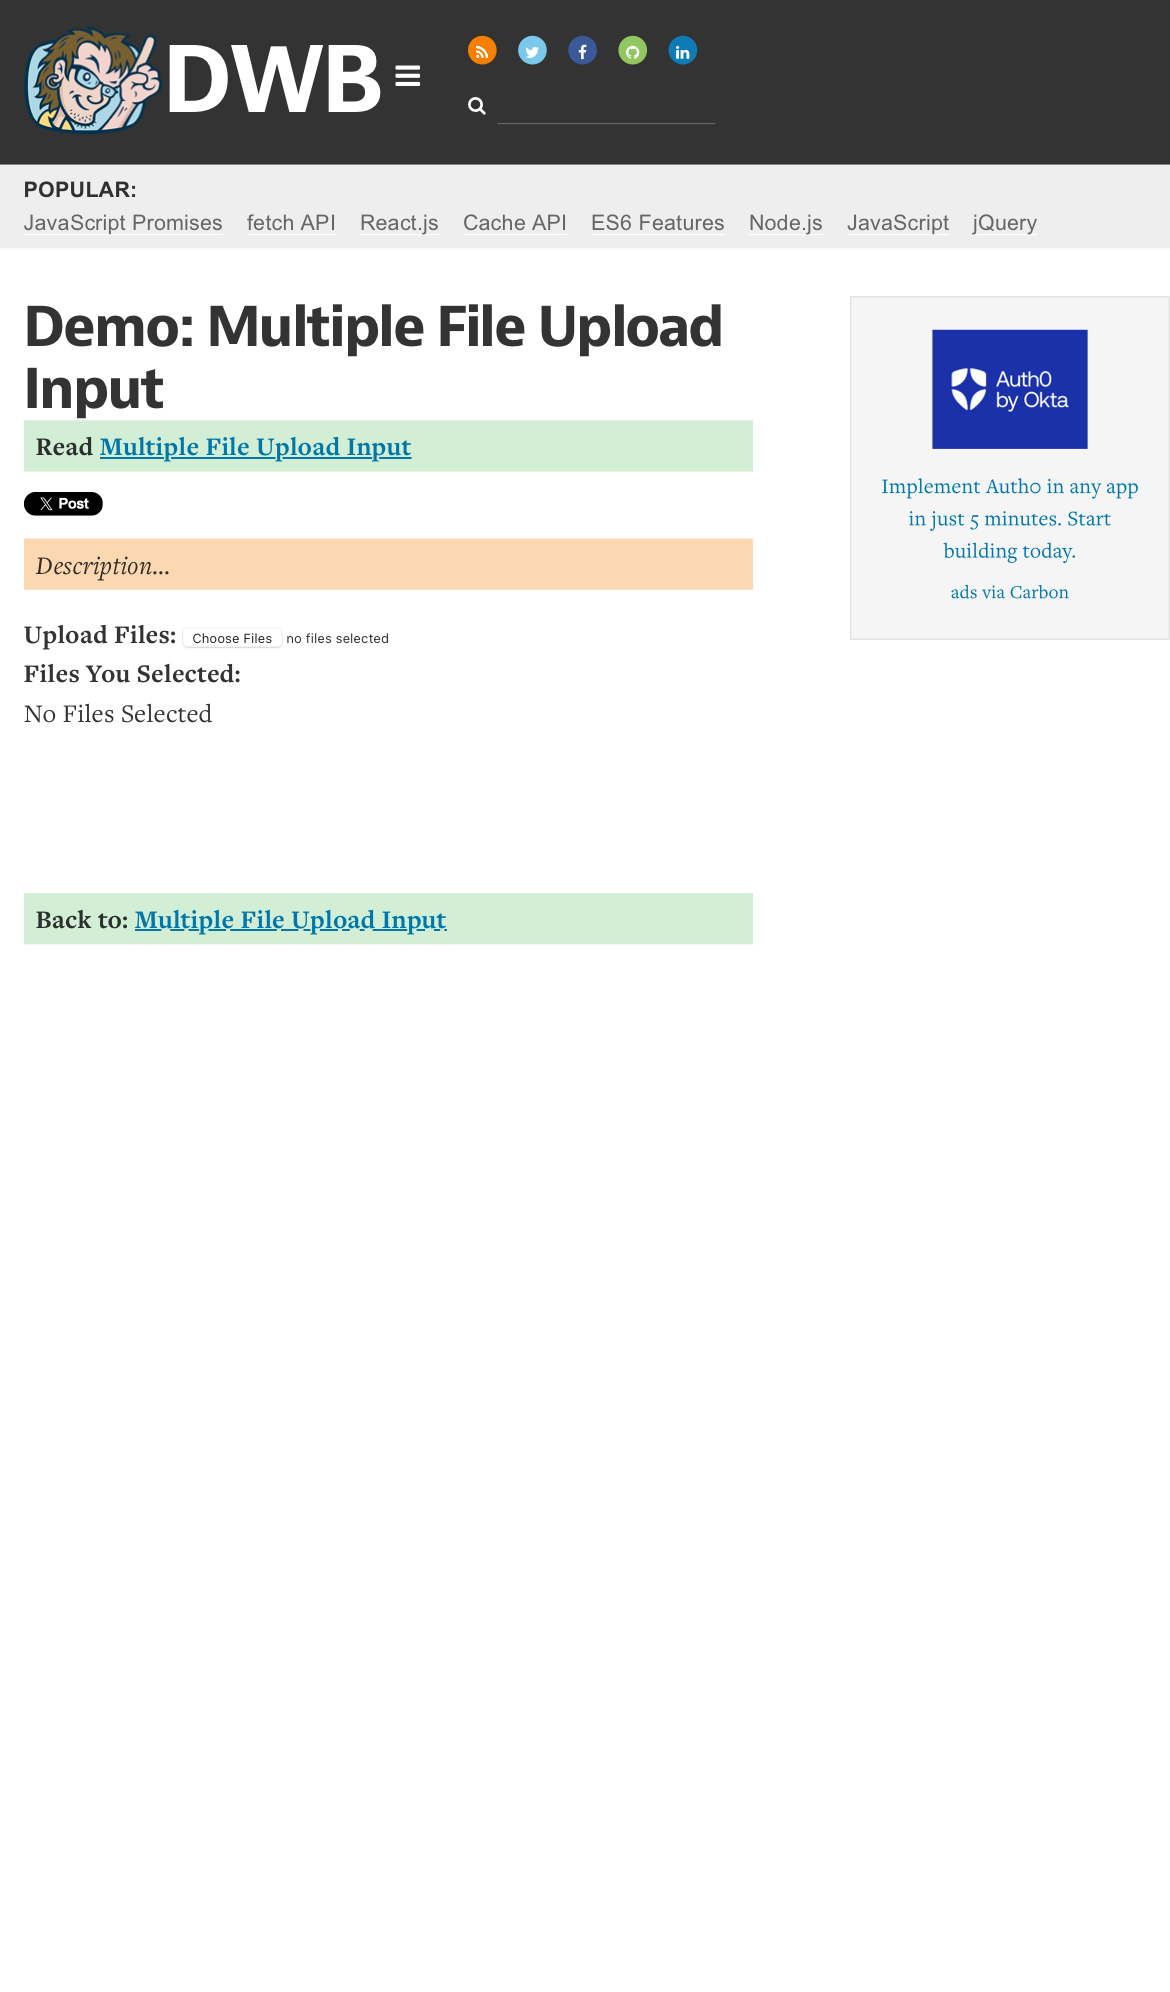 DWB
POPULAR:
JavaScript Promises fetch API React.js Cache API ES6 Features Node.js JavaScript jQuery
Demo: Multiple File Upload
Input
Read Multiple File Upload Input
X Post
Description...
Upload Files: Choose Files no files selected
Files You Selected:
No Files Selected
Back to: Multiple File Upload Input
Auth0
by Okta
Implement Auth0 in any app
in just 5 minutes. Start
building today.
ads via Carbon